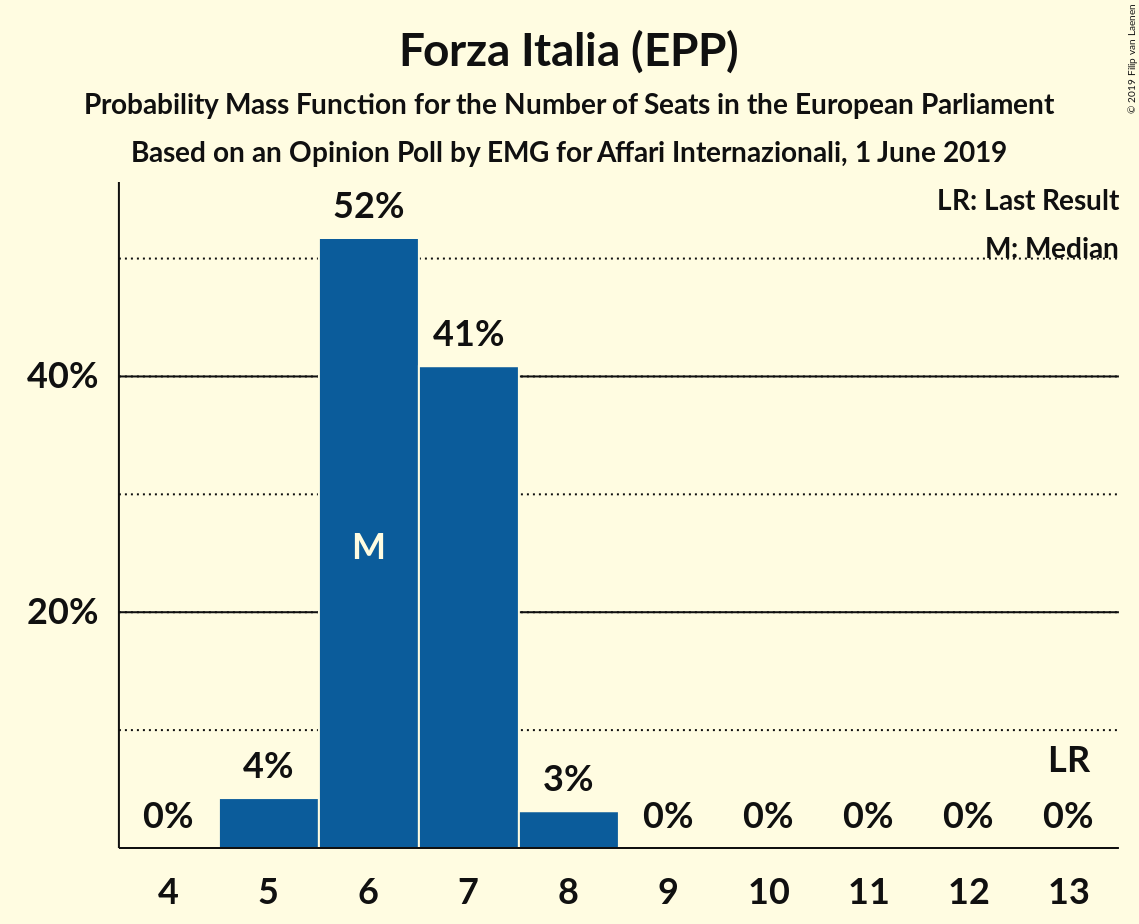 Forza Italia (EPP)
Probability Mass Function for the Number of Seats in the European Parliament
Based on an Opinion Poll by EMG for Affari Internazionali, 1 June 2019
© 2019 Filip van Laenen
LR: Last Result
M: Median
52%
41%
40%
M
20%
4%
3%
LR
0%
0%
0%
0%
0%
0%
4
5
6
7
8
9
10
11
12
13